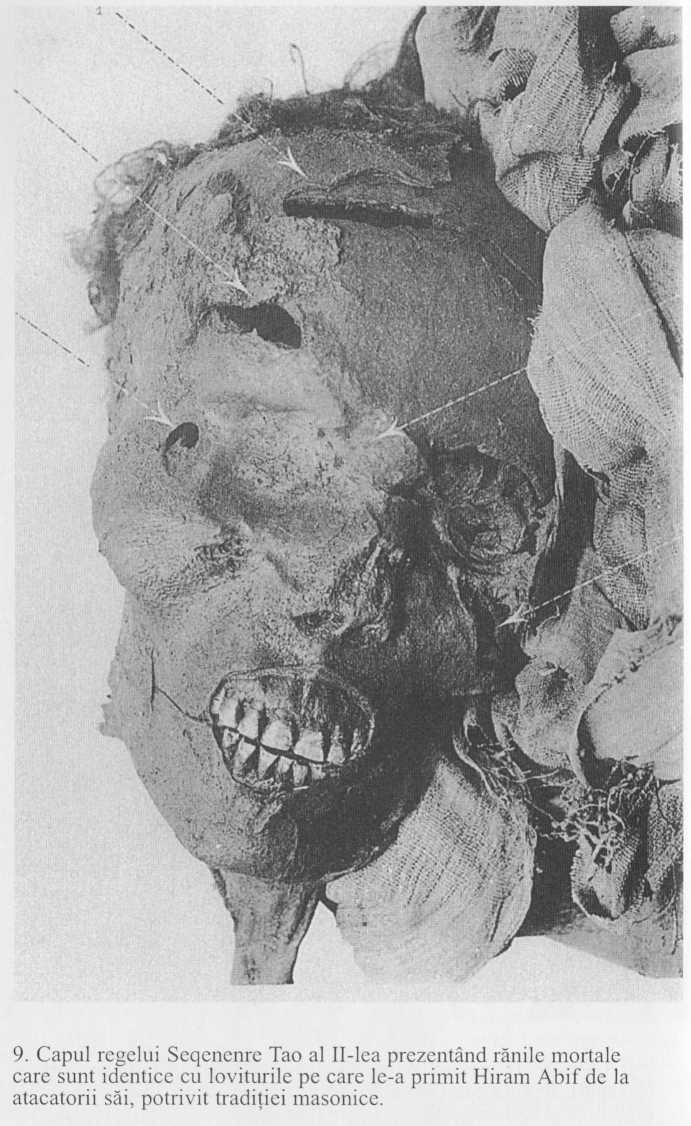 1
9. Capul regelui Seqenenre Tao al II-lea prezentând rănile mortale
care sunt identice cu loviturile pe care le-a primit Hiram Abif de la
atacatorii săi, potrivit tradiției masonice.